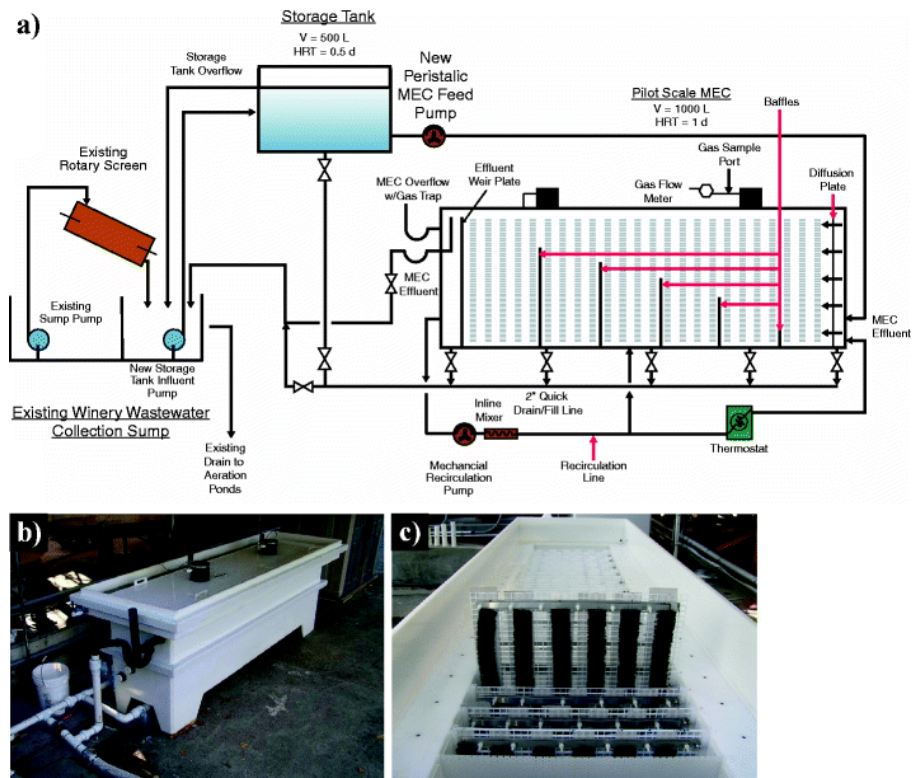 a)
Storage Tank
V = 500 L
HRT = 0.5 d
Storage
Tank Overflow
New
Peristalic
MEC Feed
Pump
Pilot Scale MEC
V = 1000 L
HRT = 1 d
Baffles
Existing
Rotary Screen
MEC Overflow
w/Gas Trap
Effluent
Weir Plate
Gas Flow
Meter
Gas Sample
Port
Diffusion
Plate
Existing
Sump Pump
New Storage
Tank Influent
Pump
MEC
Effluent
MEC
Effluent
Existing Winery Wastewater
Collection Sump
Existing
Drain to
Aeration
Ponds
2" Quick
Drain/Fill Line
Inline
Mixer
Mechancial
Recirculation
Pump
Recirculation
Line
Thermostat
b)
c)